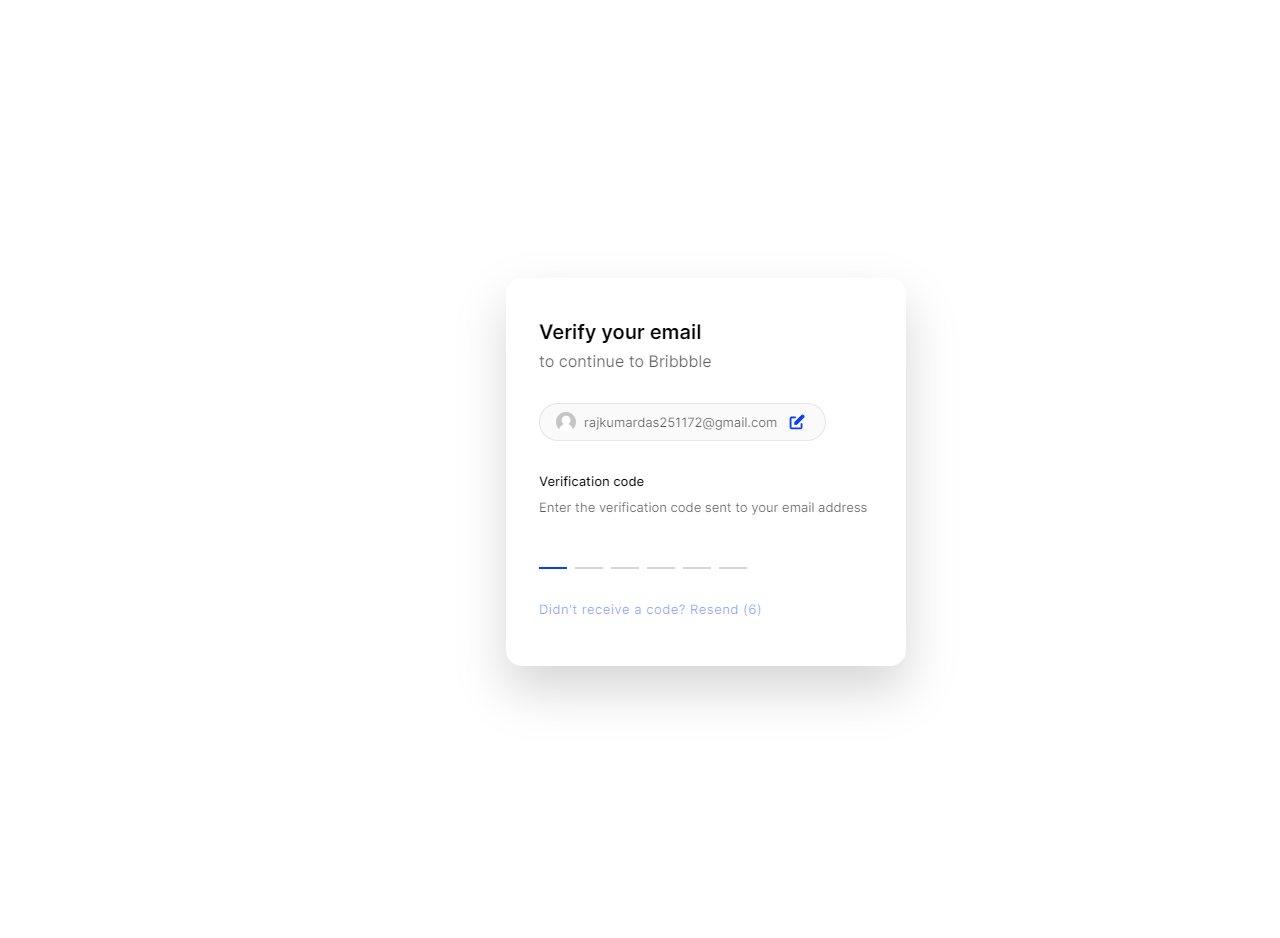 Verify your email
to continue to Bribbble
rajkumardas251172@gmail.com
Verification code
Enter the verification code sent to your email address
Didn't receive a code? Resend (6)